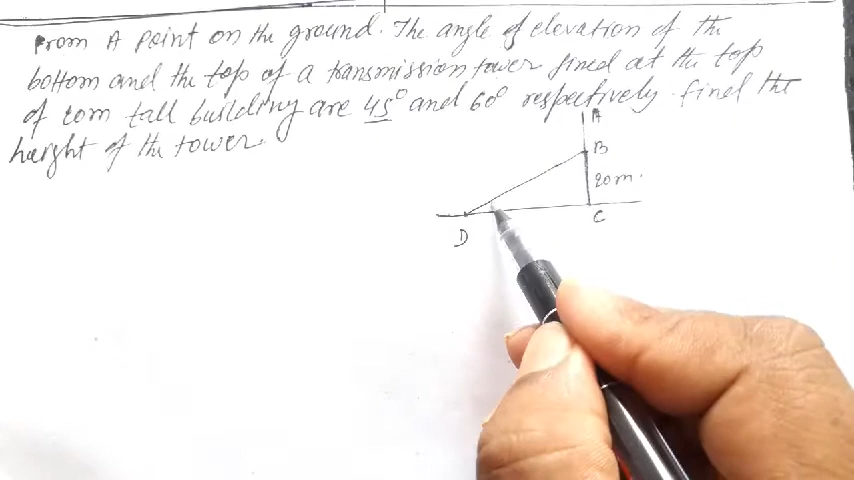 From A point on the ground. The angle of elevation of the
bottom and the top of a transmission tower fined at the top
of 20m tall building are 45° and 60° respectively. find the
height of the tower.
A
B
20m.
C
D